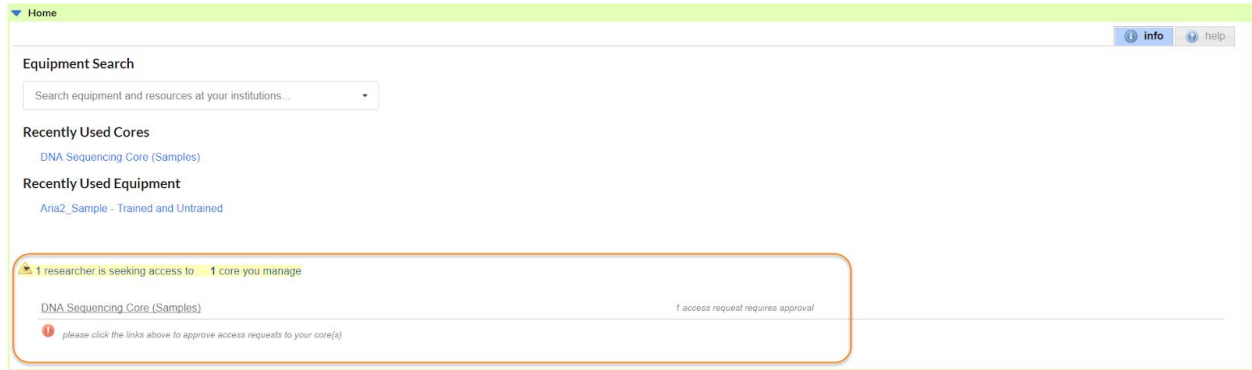 Home
info
help
Equipment Search
Search equipment and resources at your institutions...
Recently Used Cores
DNA Sequencing Core (Samples)
Recently Used Equipment
Aria2_Sample - Trained and Untrained
1 researcher is seeking access to 1 core you manage
DNA Sequencing Core (Samples) 1 access request requires approval
please click the links above to approve access requests to your core(s)